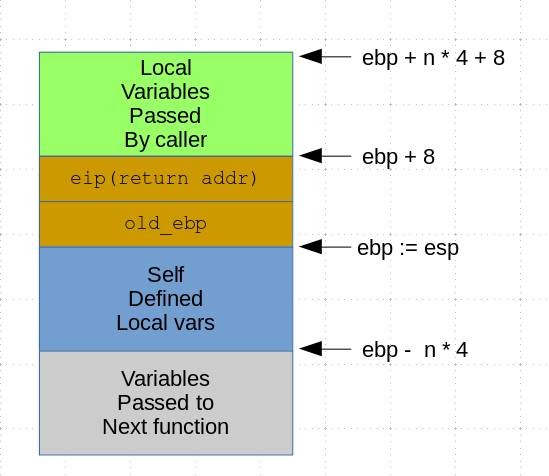 Local
Variables
Passed
By caller
eip(return addr)
old_ebp
Self
Defined
Local vars
Variables
Passed to
Next function
ebp + n * 4 + 8
ebp + 8
ebp := esp
ebp -  n * 4